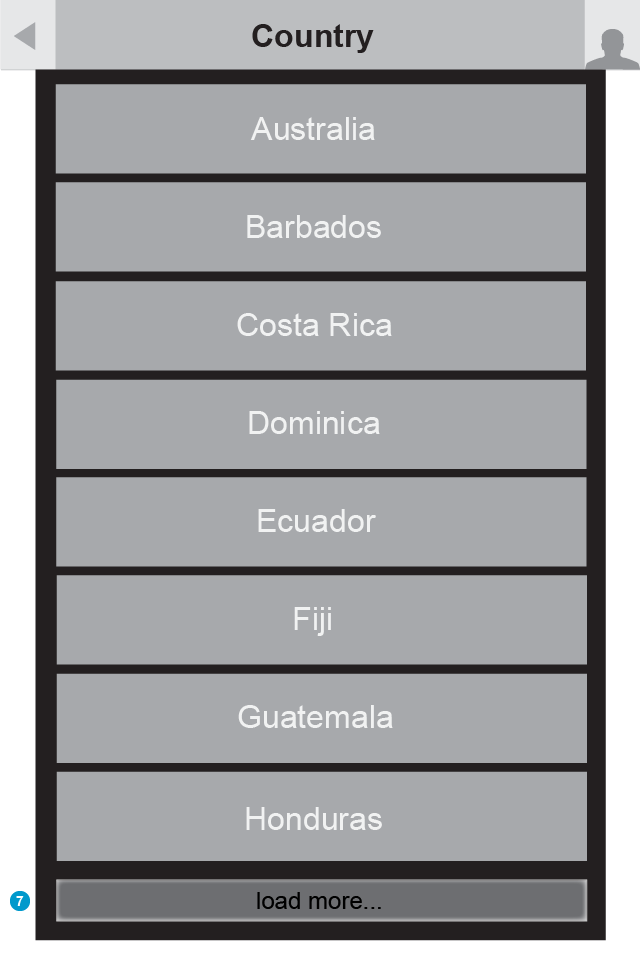 Country
Australia
Barbados
Costa Rica
Dominica
Ecuador
Fiji
Guatemala
Honduras
7 load more...